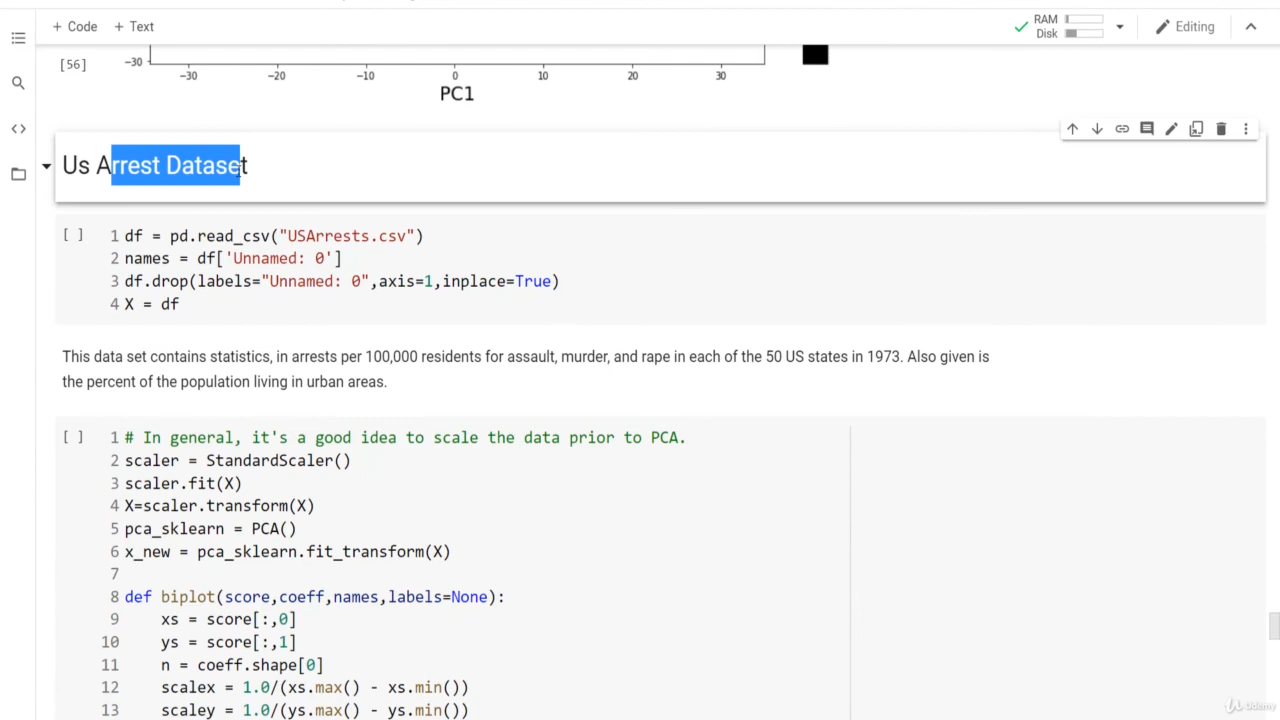 + Code + Text
RAM
Disk
Editing
[56]
−30
−30 −20 −10 0 10 20 30
PC1
Us Arrest Dataset
[ ]
1 df = pd.read_csv("USArrests.csv")
2 names = df['Unnamed: 0']
3 df.drop(labels="Unnamed: 0",axis=1,inplace=True)
4 X = df
This data set contains statistics, in arrests per 100,000 residents for assault, murder, and rape in each of the 50 US states in 1973. Also given is
the percent of the population living in urban areas.
[ ]
1 # In general, it's a good idea to scale the data prior to PCA.
2 scaler = StandardScaler()
3 scaler.fit(X)
4 X=scaler.transform(X)
5 pca_sklearn = PCA()
6 x_new = pca_sklearn.fit_transform(X)
7
8 def biplot(score,coeff,names,labels=None):
9 xs = score[:,0]
10 ys = score[:,1]
11 n = coeff.shape[0]
12 scalex = 1.0/(xs.max() - xs.min())
13 scaley = 1.0/(ys.max() - ys.min())
Udemy